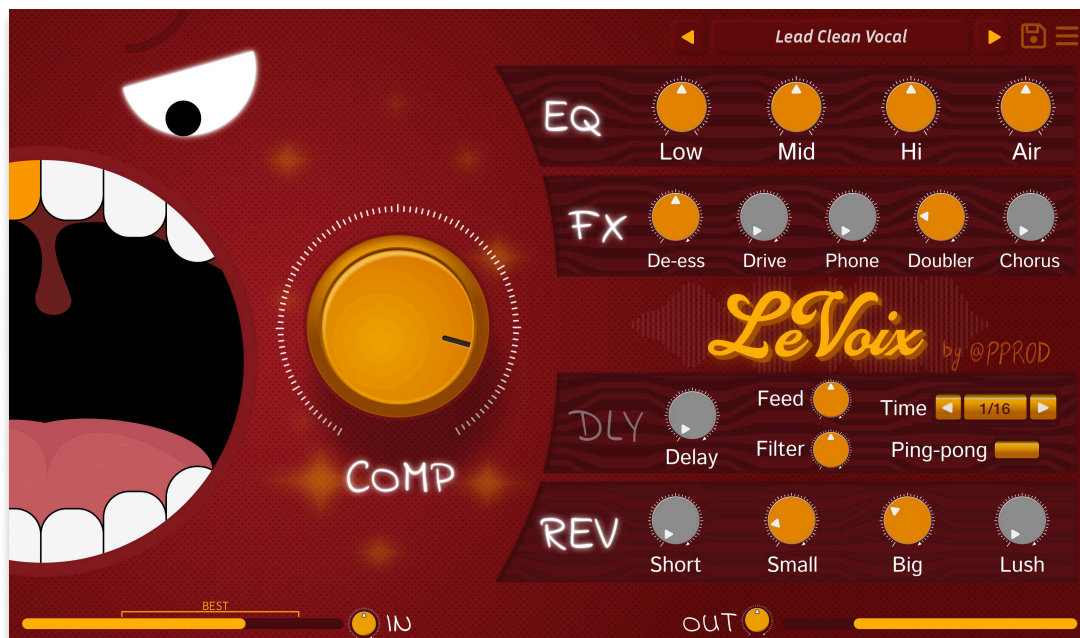 Lead Clean Vocal
EQ
Low Mid Hi Air
FX
De-ess Drive Phone Doubler Chorus
LeVoix
by @PPROD
COMP
DLY
Delay
Feed
Filter
Time 1/16
Ping-pong
REV
Short Small Big Lush
BEST
IN
OUT